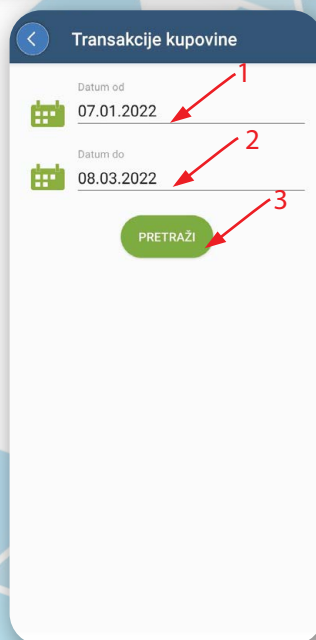 Transakcije kupovine
1
Datum od
07.01.2022
2
Datum do
08.03.2022
3
PRETRAŽI